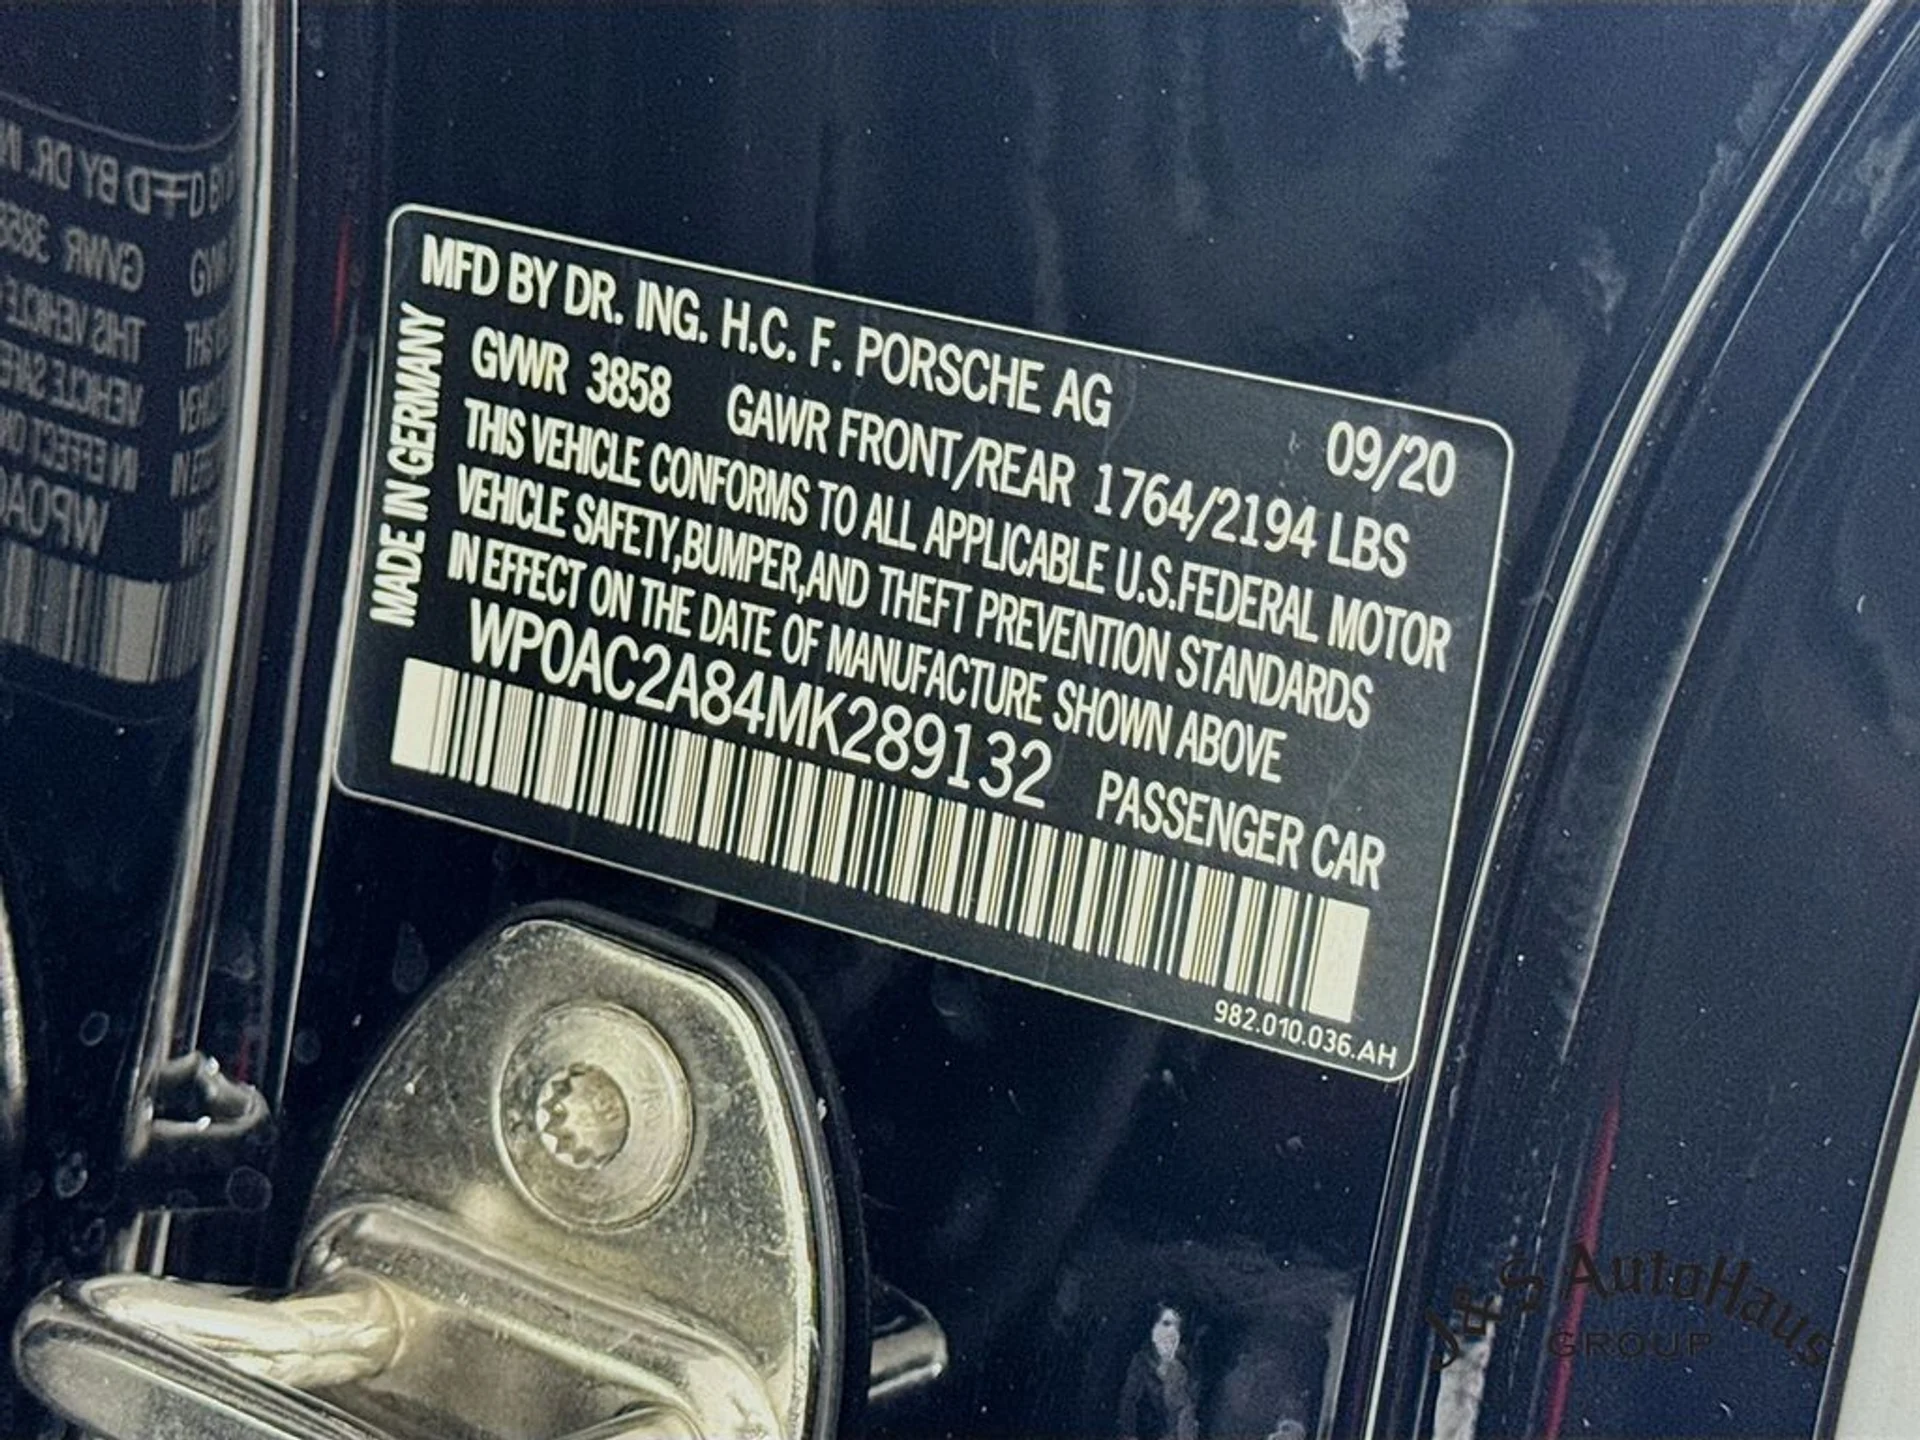 MFD BY DR. ING. H.C. F. PORSCHE AG 09/20
GVWR 3858 GAWR FRONT/REAR 1764/2194 LBS
THIS VEHICLE CONFORMS TO ALL APPLICABLE U.S.FEDERAL MOTOR
VEHICLE SAFETY,BUMPER,AND THEFT PREVENTION STANDARDS
IN EFFECT ON THE DATE OF MANUFACTURE SHOWN ABOVE
WP0AC2A84MK289132 PASSENGER CAR
982.010.036.AH
MADE IN GERMANY
J&S AutoHaus
GROUP